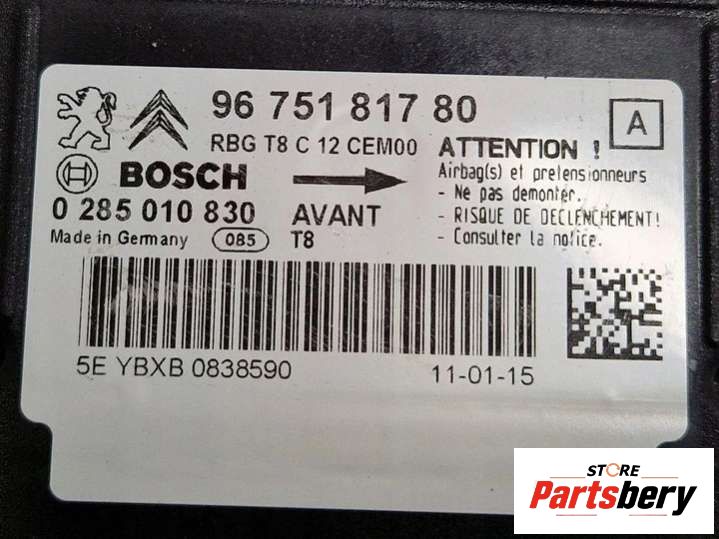 96 751 817 80
A
RBG T8 C 12 CEM00
ATTENTION !
BOSCH
Airbag(s) et pretensionneurs
- Ne pas demonter.
- RISQUE DE DECLENCHEMENT!
- Consulter la notice.
0 285 010 830
AVANT
Made in Germany
085
T8
5E YBXB 0838590
11-01-15
STORE
Partsbery